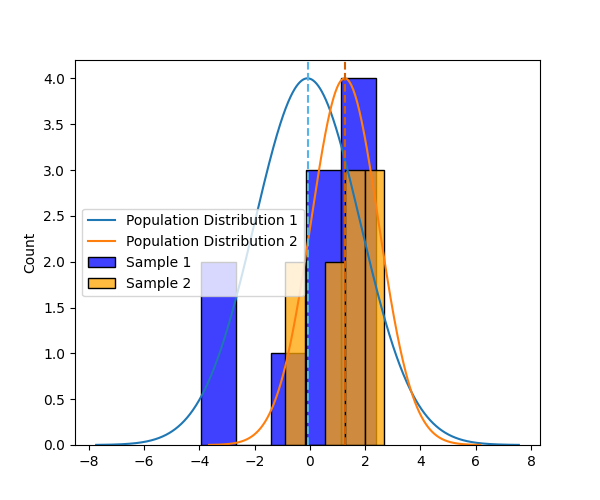 4.0
3.5
3.0
2.5
2.0
1.5
1.0
0.5
0.0
Count
Population Distribution 1
Population Distribution 2
Sample 1
Sample 2
−8 −6 −4 −2 0 2 4 6 8